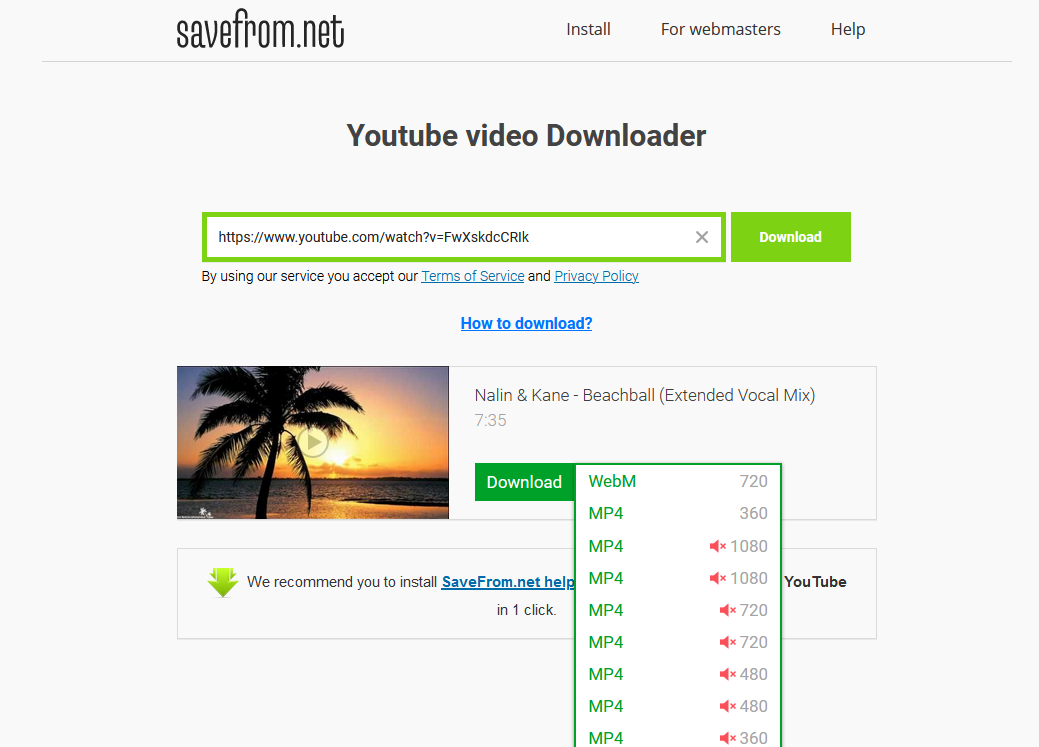 savefrom.net
Install
For webmasters
Help
Youtube video Downloader
https://www.youtube.com/watch?v=FwXskdcCRIk
Download
By using our service you accept our Terms of Service and Privacy Policy
How to download?
Nalin & Kane - Beachball (Extended Vocal Mix)
7:35
Download
WebM 720
MP4 360
MP4 1080
MP4 1080
MP4 720
MP4 720
MP4 480
MP4 480
MP4 360
We recommend you to install SaveFrom.net help
YouTube
in 1 click.